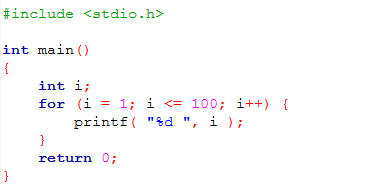 #include <stdio.h>
int main()
{
    int i;
    for (i = 1; i <= 100; i++) {
        printf( "%d ", i );
    }
    return 0;
}